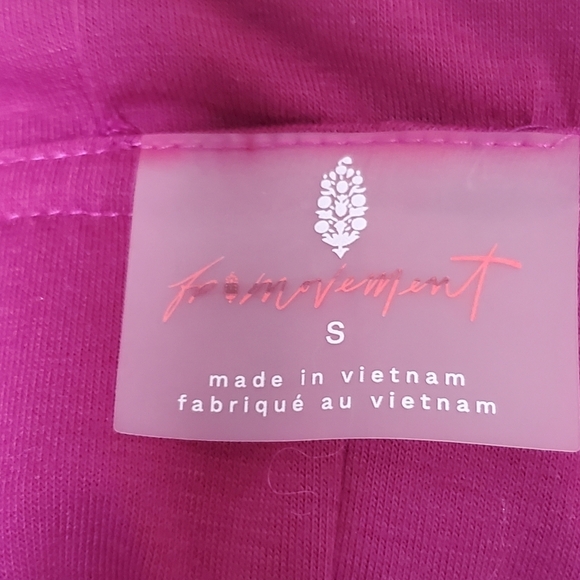 fp movement
S
made in vietnam
fabriqué au vietnam